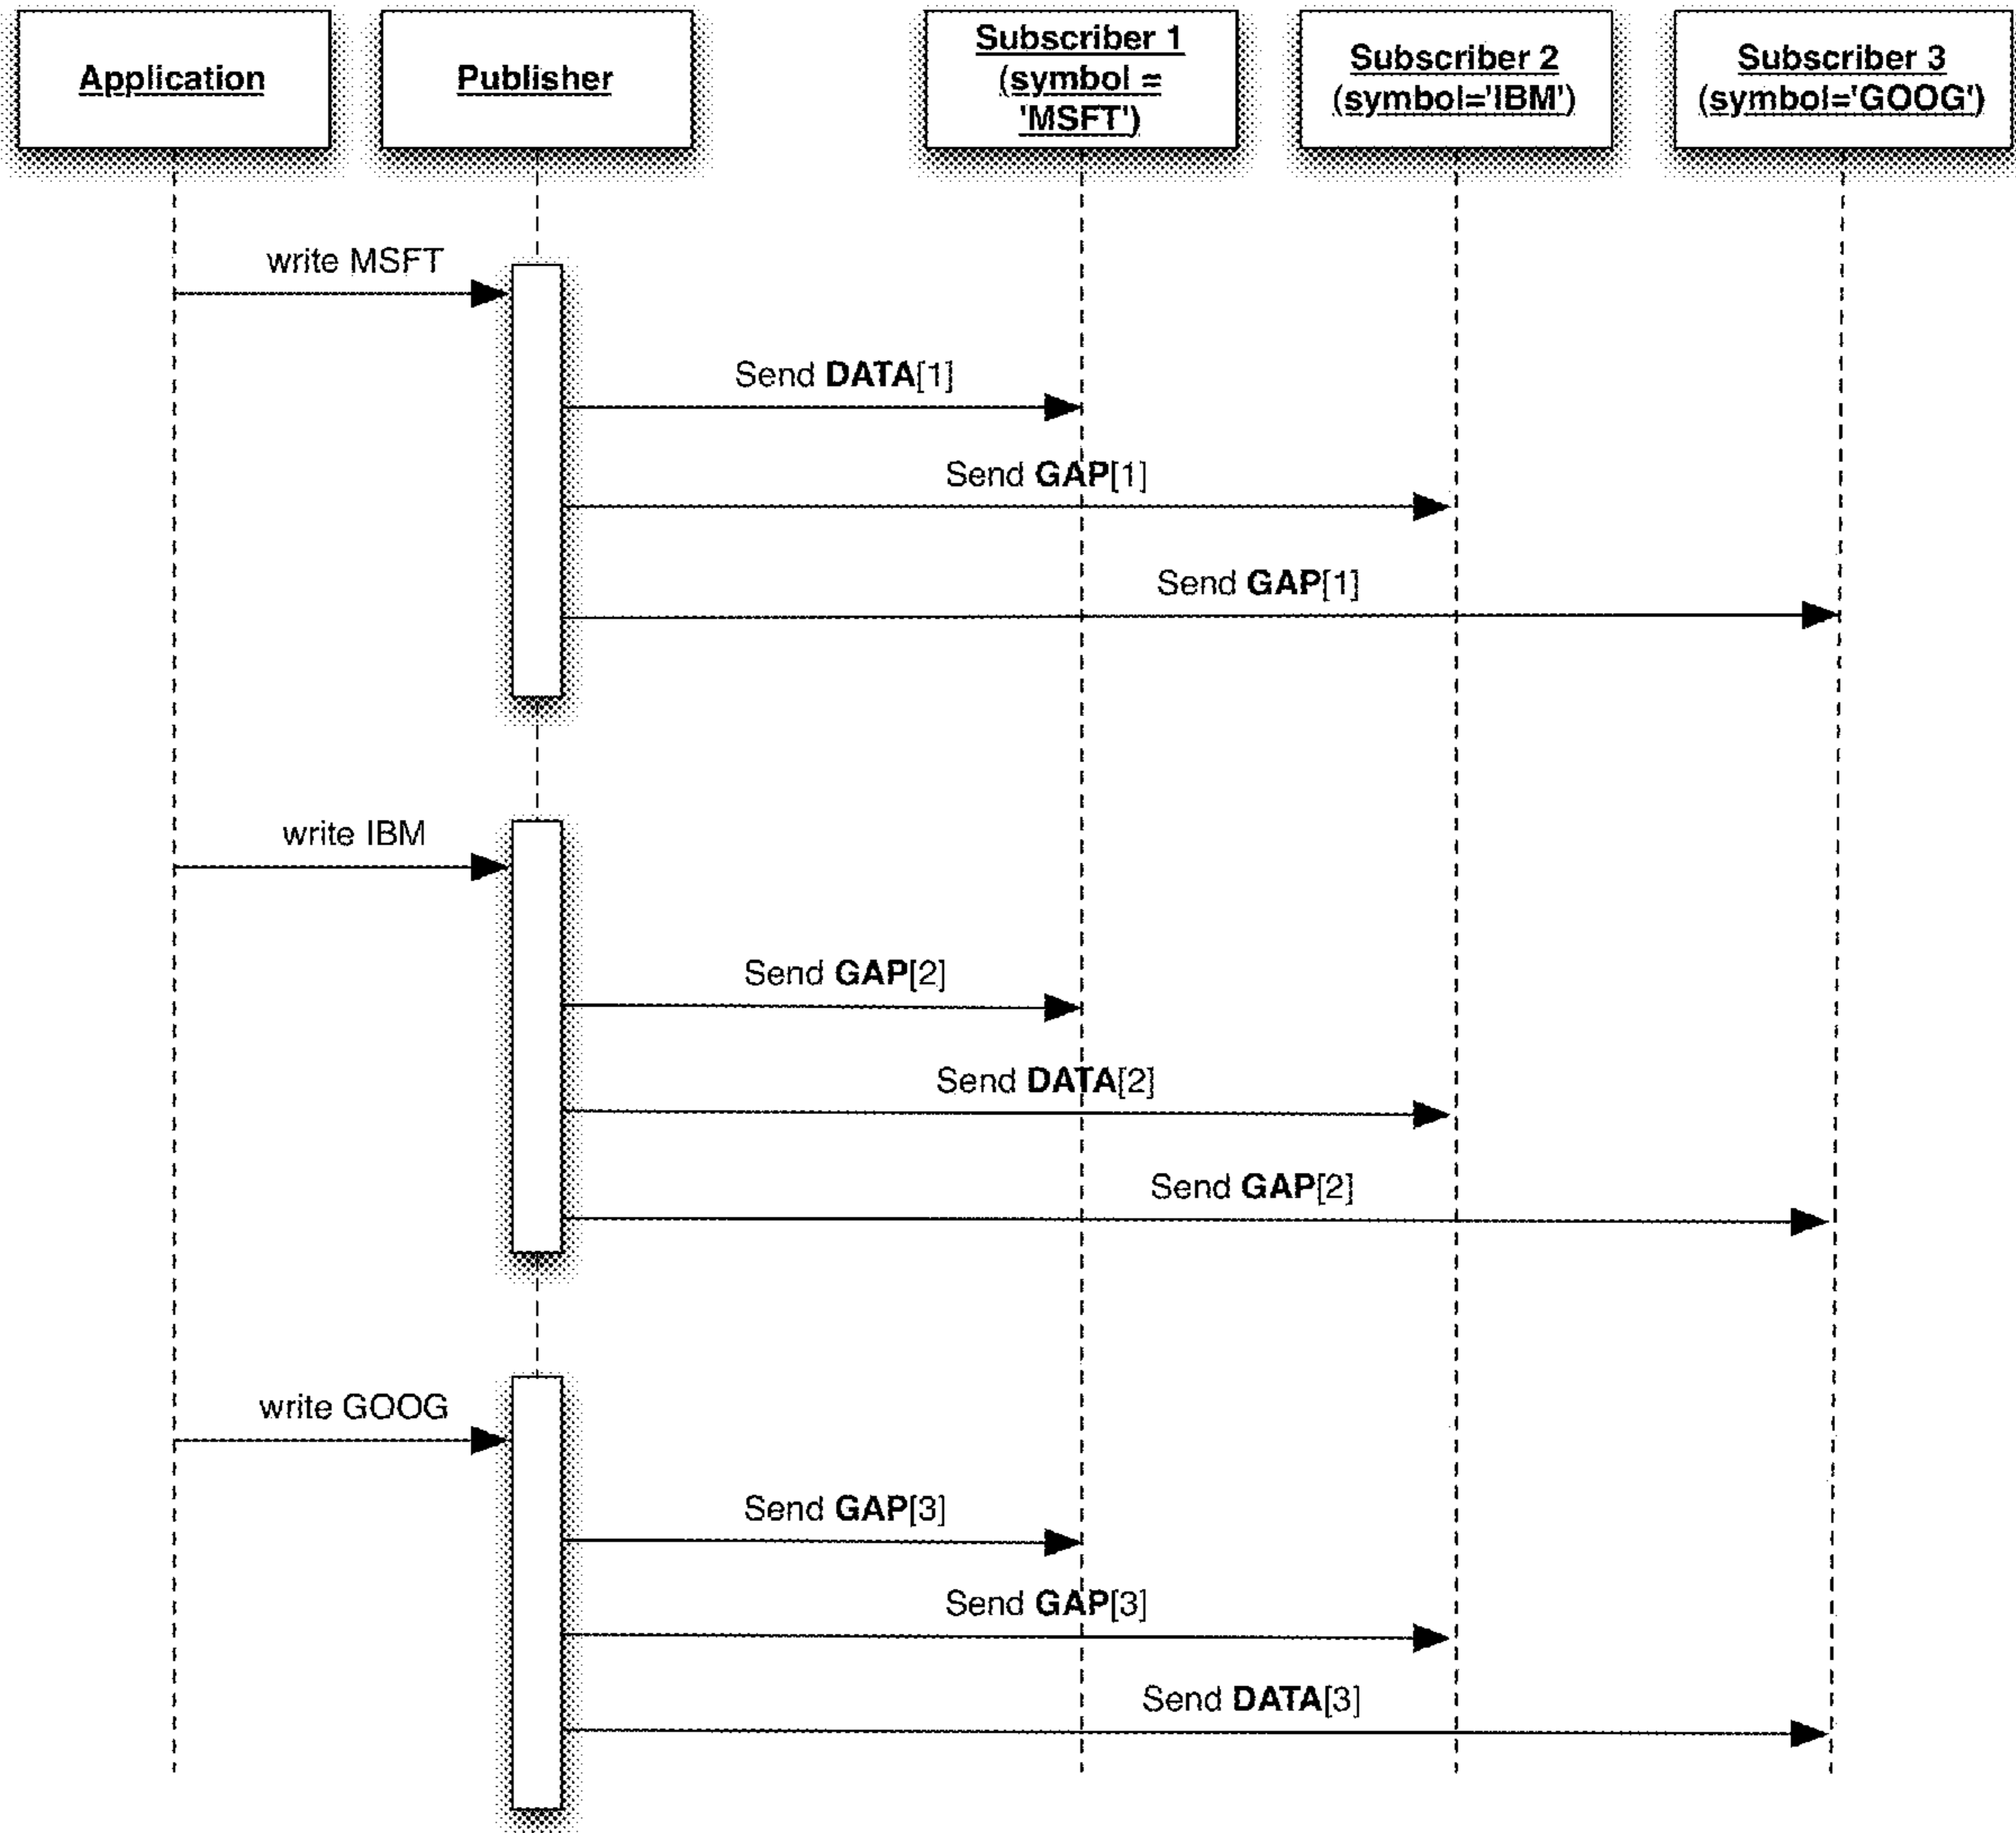 Application
Publisher
Subscriber 1
(symbol =
'MSFT')
Subscriber 2
(symbol='IBM')
Subscriber 3
(symbol='GOOG')
write MSFT
Send DATA[1]
Send GAP[1]
Send GAP[1]
write IBM
Send GAP[2]
Send DATA[2]
Send GAP[2]
write GOOG
Send GAP[3]
Send GAP[3]
Send DATA[3]